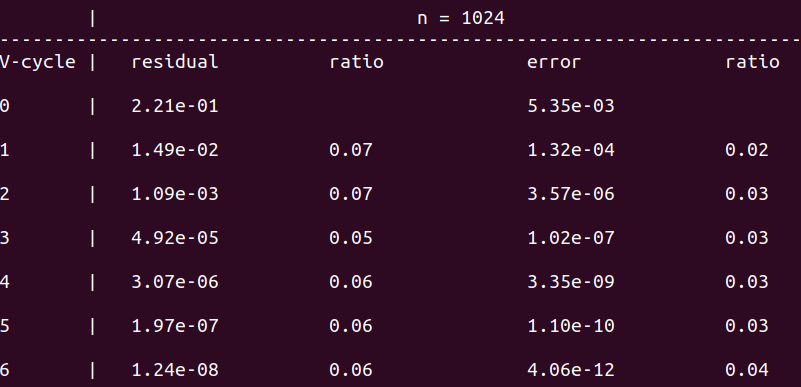 | n = 1024
--------------------------------------------------------------------------------
V-cycle | residual ratio error ratio
0 | 2.21e-01 5.35e-03
1 | 1.49e-02 0.07 1.32e-04 0.02
2 | 1.09e-03 0.07 3.57e-06 0.03
3 | 4.92e-05 0.05 1.02e-07 0.03
4 | 3.07e-06 0.06 3.35e-09 0.03
5 | 1.97e-07 0.06 1.10e-10 0.03
6 | 1.24e-08 0.06 4.06e-12 0.04